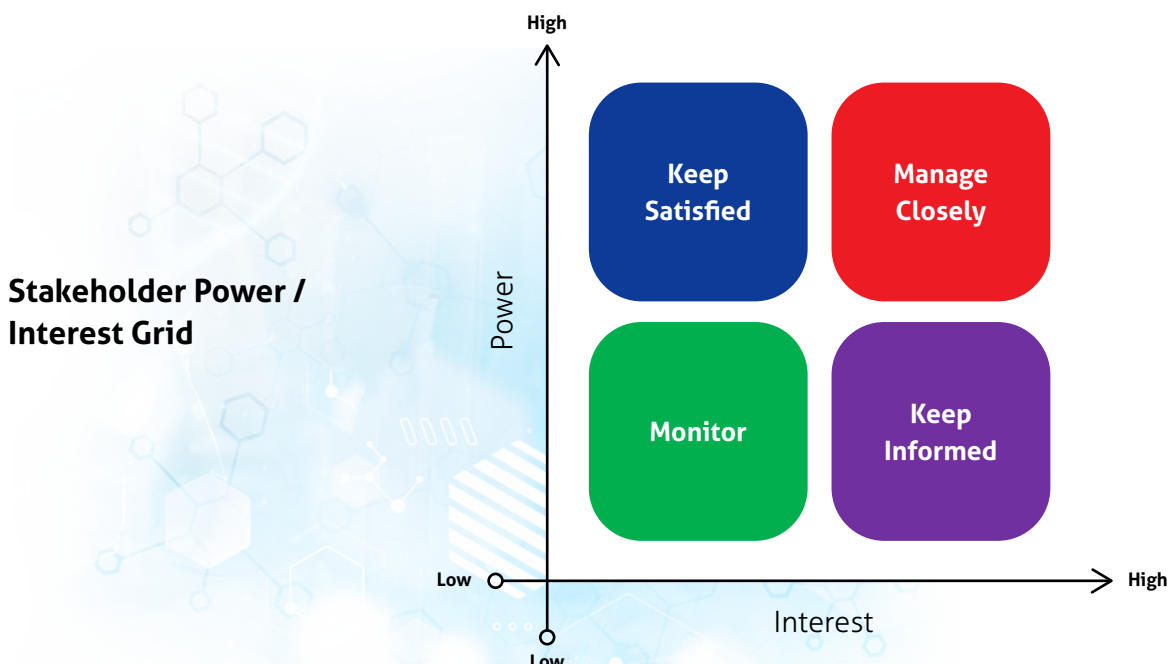 High
Keep
Satisfied
Manage
Closely
Stakeholder Power /
Interest Grid
Power
Monitor
Keep
Informed
Low
High
Interest
Low